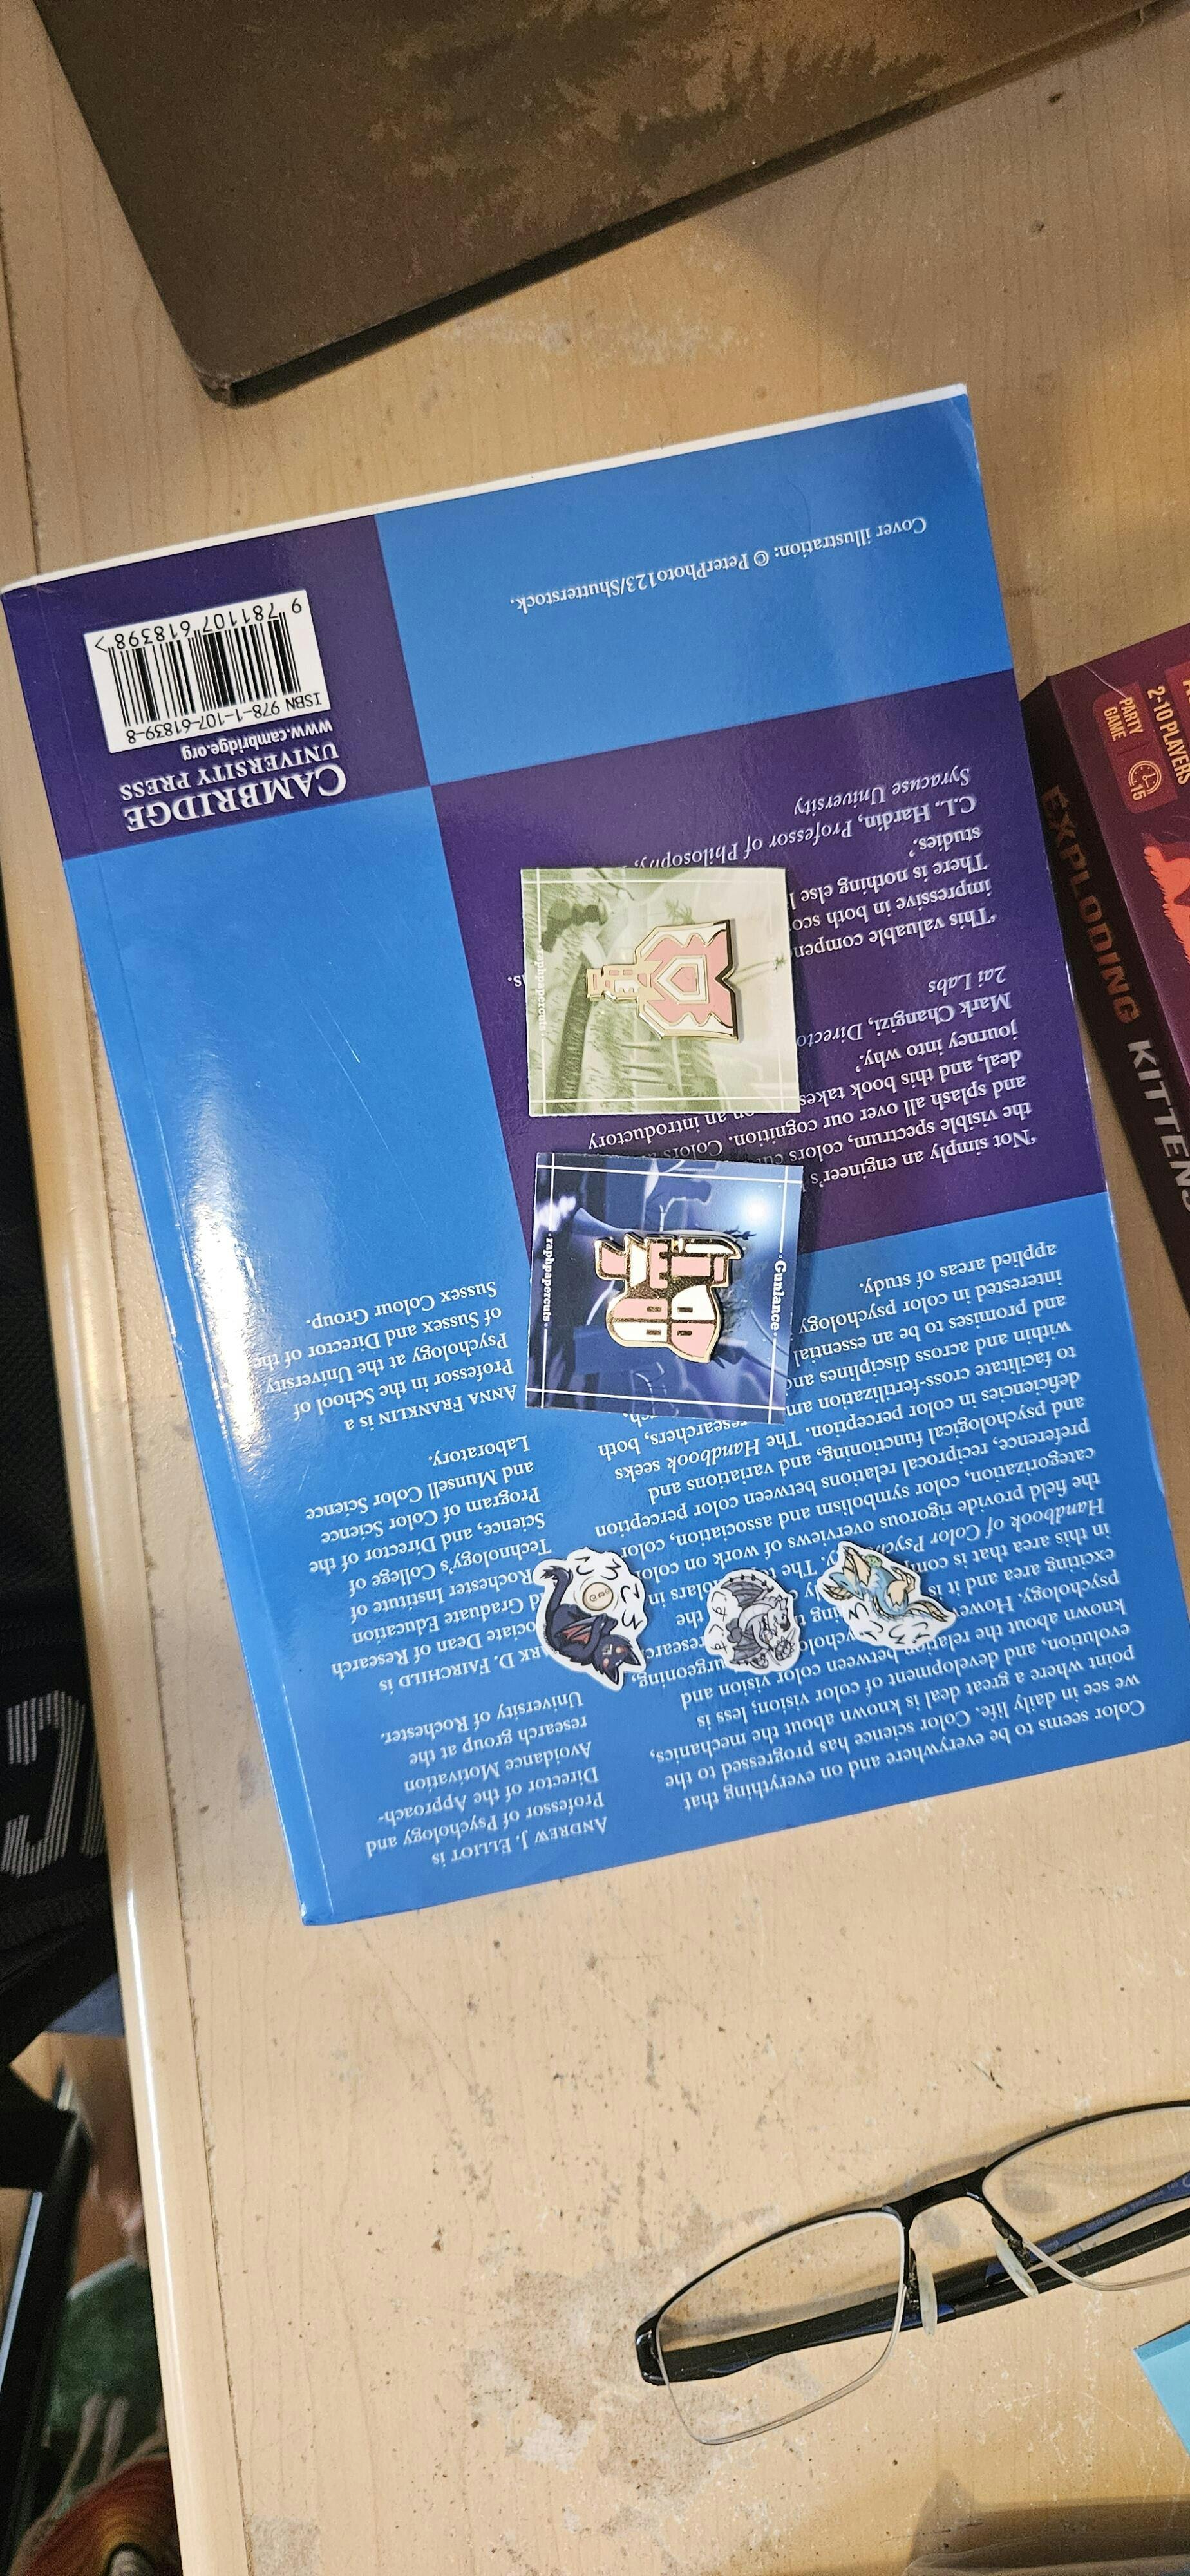 Color seems to be everywhere and on everything that
we see in daily life. Color science has progressed to the
point where a great deal is known about the mechanics,
evolution, and development of color vision; less is
known about the relation between color vision and
psychology. However
exciting area and it is
in this area that is
Handbook of Color The
the field provide rigorous overviews of work on color
categorization, color symbolism and association, color
preference, reciprocal relations between color perception
and psychological functioning, and variations and
deficiencies in color perception. The Handbook seeks
to facilitate cross-fertilization
within and across disciplines
and promises to be an essential
interested in color psychology
applied areas of study.
'Not simply an engineer's
the visible spectrum, colors
and splash all over our cognition. Colors
deal, and this book takes on an introductory
journey into why.'
Mark Changizi,
2ai Labs
'This valuable
impressive in both
There is nothing else
studies.'
C.L. Hardin, Professor of Philosophy,
Syracuse University
Cover illustration: © PeterPhoto123/Shutterstock.
ANDREW J. ELLIOT is
Professor of Psychology and
Director of the Approach-
Avoidance Motivation
research group at the
University of Rochester.
D. FAIRCHILD is
Dean of Research
Graduate Education
Rochester Institute of
Technology's College of
Science, and Director of the
Program of Color Science
and Munsell Color Science
Laboratory.
ANNA FRANKLIN is a
Professor in the School of
Psychology at the University
of Sussex and Director of the
Sussex Colour Group.
CAMBRIDGE
UNIVERSITY PRESS
www.cambridge.org
ISBN 978-1-107-61839-8
9 781107 618398 >
raphpapercuts
· Gunlance ·
· raphpapercuts ·
EXPLODING KITTENS
PARTY
GAME
2-10 PLAYERS
15